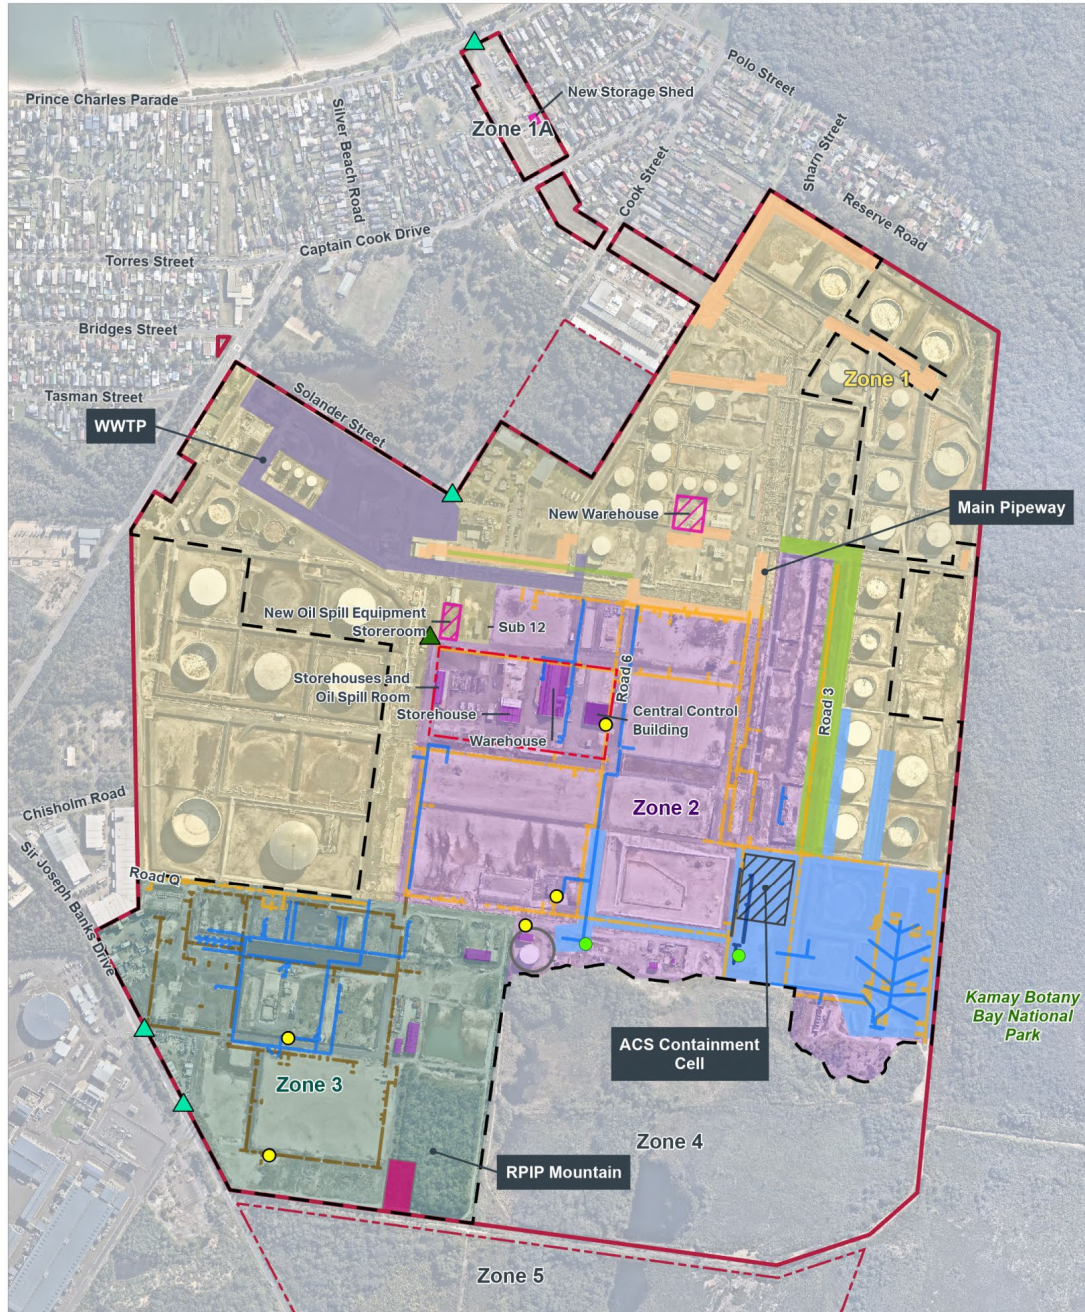 Polo Street
New Storage Shed
Prince Charles Parade
Zone 1A
Silver Beach Road
Sharn Street
Cook Street
Reserve Road
Captain Cook Drive
Torres Street
Bridges Street
Zone 1
Tasman Street
Solander Street
WWTP
Main Pipeway
New Warehouse
New Oil Spill Equipment
Storeroom
Sub 12
Storehouses and
Oil Spill Room
Road 6
Road 3
Storehouse
Central Control
Building
Warehouse
Zone 2
Chisholm Road
Sir Joseph Banks Drive
Road Q
Kamay Botany
Bay National
Park
ACS Containment
Cell
Zone 3
Zone 4
RPIP Mountain
Zone 5